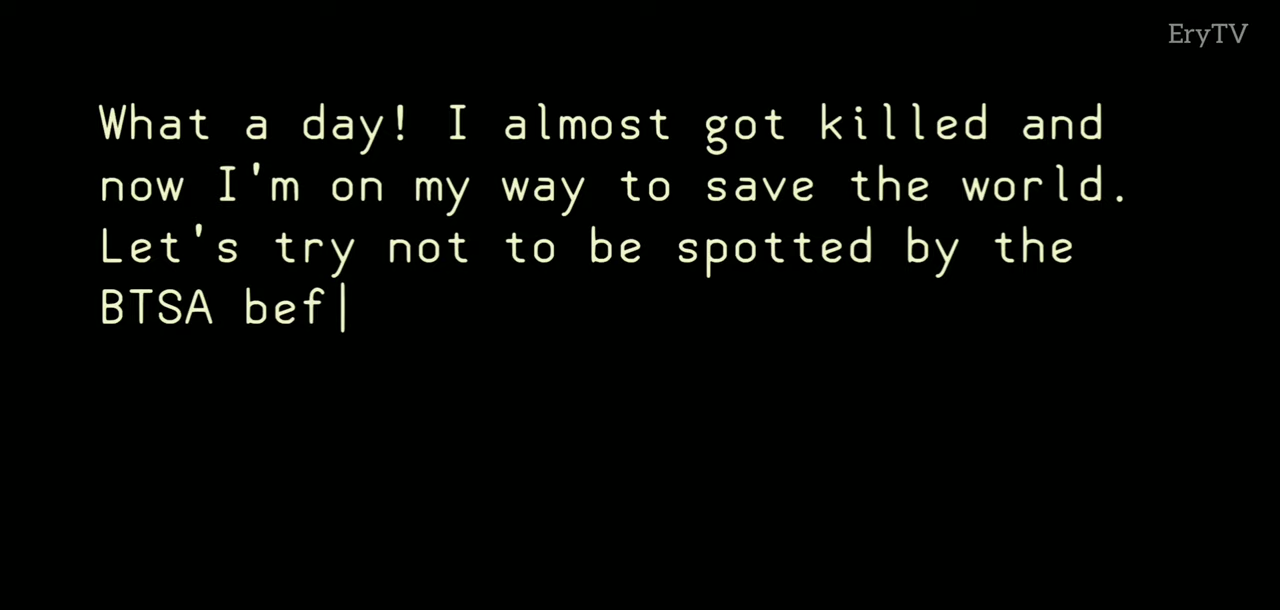 EryTV
What a day! I almost got killed and
now I'm on my way to save the world.
Let's try not to be spotted by the
BTSA bef|